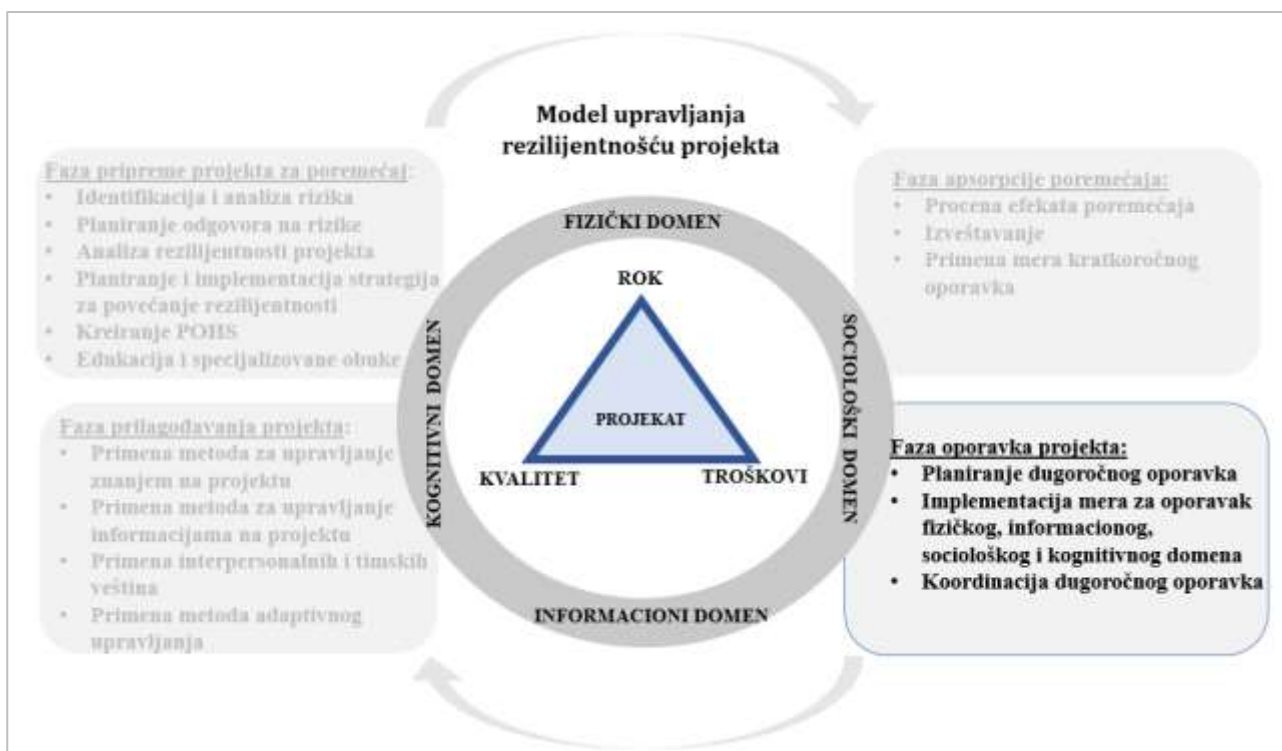 Model upravljanja
rezilijentnošću projekta
Faza pripreme projekta za poremećaj:
• Identifikacija i analiza rizika
• Planiranje odgovora na rizike
• Analiza rezilijentnosti projekta
• Planiranje i implementacija strategija
za povećanje rezilijentnosti
• Kreiranje POHS
• Edukacija i specijalizovane obuke
Faza apsorpcije poremećaja:
• Procena efekata poremećaja
• Izveštavanje
• Primena mera kratkoročnog
oporavka
FIZIČKI DOMEN
KOGNITIVNI DOMEN
SOCIOLOŠKI DOMEN
INFORMACIONI DOMEN
ROK
PROJEKAT
KVALITET
TROŠKOVI
Faza prilagođavanja projekta:
• Primena metoda za upravljanje
znanjem na projektu
• Primena metoda za upravljanje
informacijama na projektu
• Primena interpersonalnih i timskih
veština
• Primena metoda adaptivnog
upravljanja
Faza oporavka projekta:
• Planiranje dugoročnog oporavka
• Implementacija mera za oporavak
fizičkog, informacionog,
sociološkog i kognitivnog domena
• Koordinacija dugoročnog oporavka